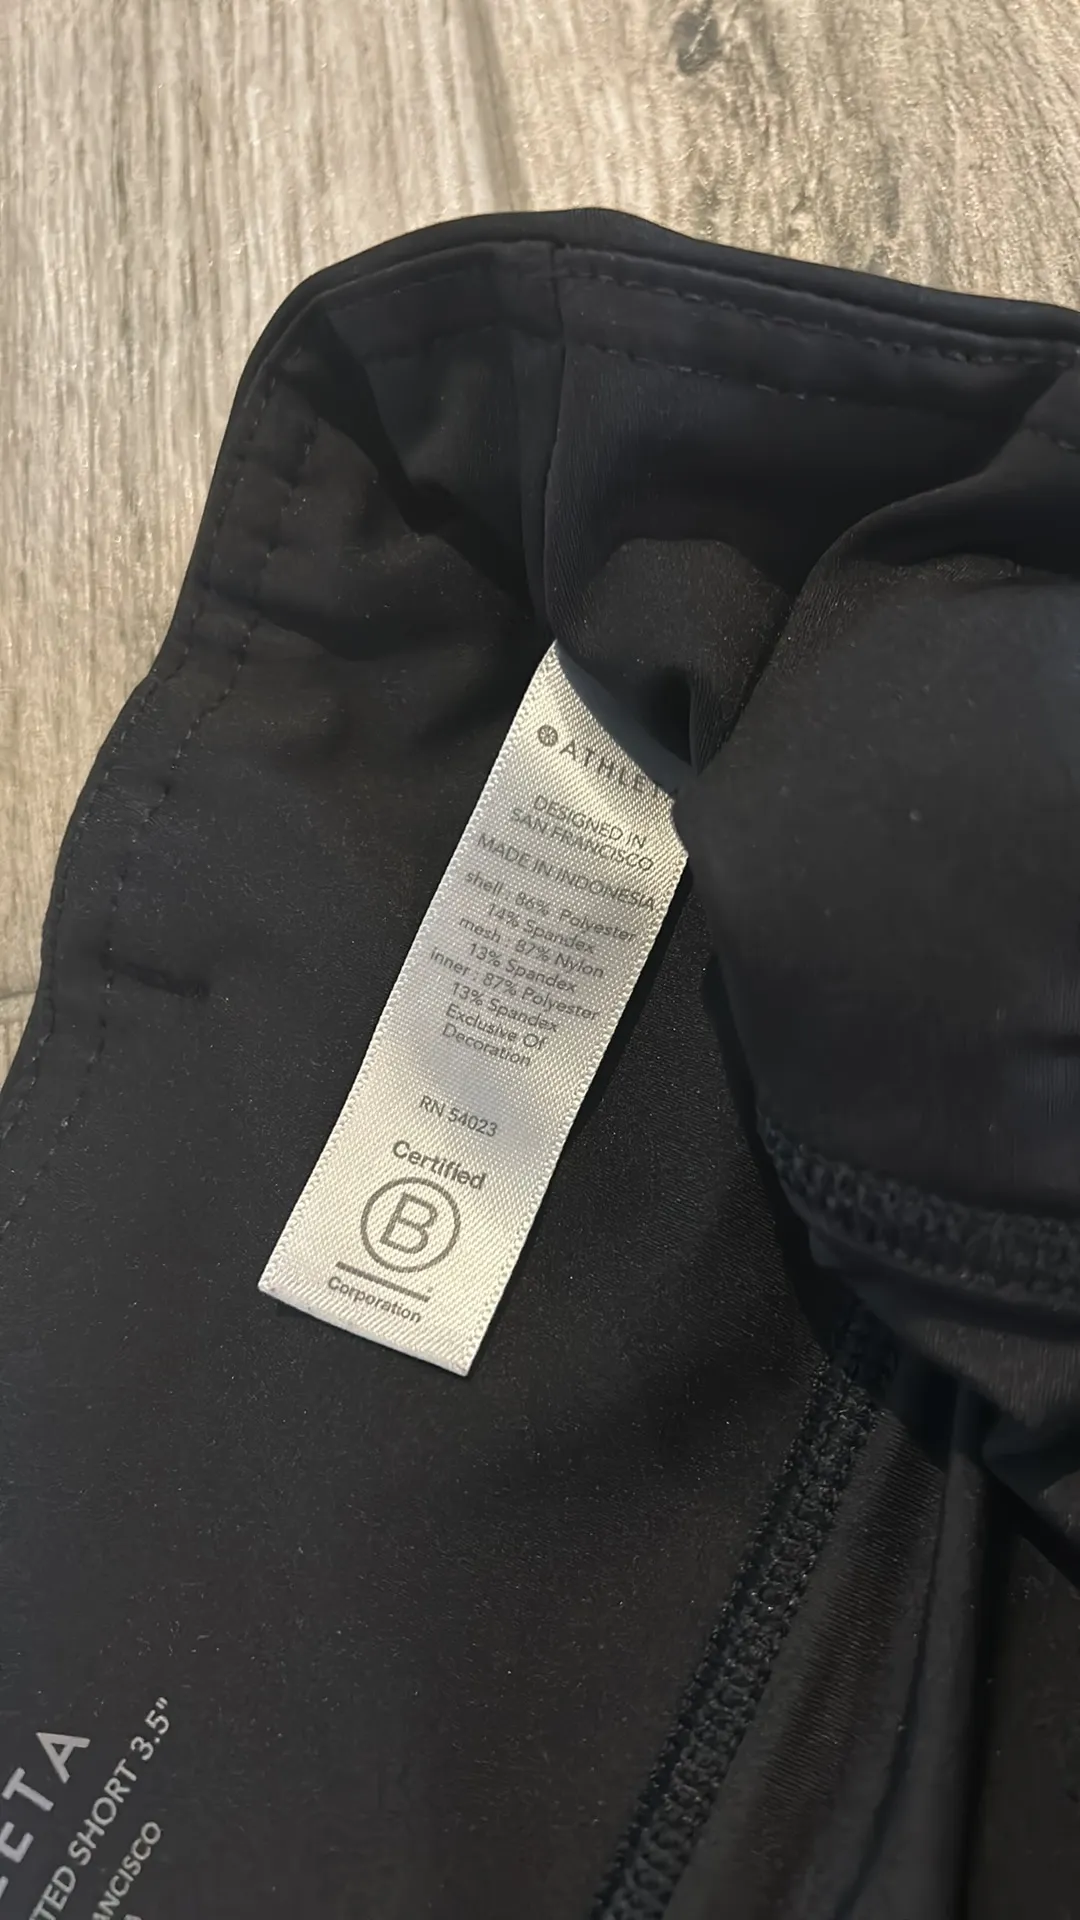 ATHLE
DESIGNED IN
SAN FRANCISCO
MADE IN INDONESIA
shell : 86% Polyester
14% Spandex
mesh : 87% Nylon
13% Spandex
inner : 87% Polyester
13% Spandex
Exclusive Of
Decoration
RN 54023
Certified
B
Corporation
ETA
TED SHORT 3.5"
ANCISCO